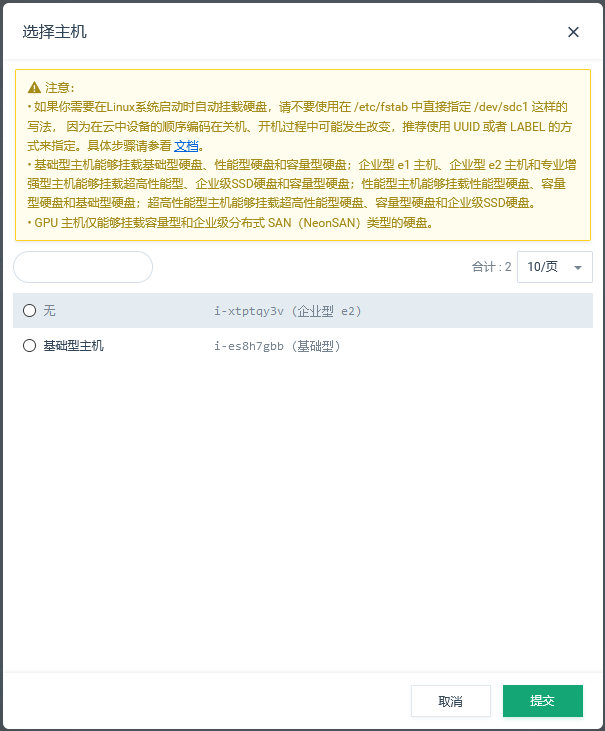 选择主机
注意：
• 如果你需要在Linux系统启动时自动挂载硬盘，请不要使用在 /etc/fstab 中直接指定 /dev/sdc1 这样的
写法， 因为在云中设备的顺序编码在关机、开机过程中可能发生改变，推荐使用 UUID 或者 LABEL 的方
式来指定。具体步骤请参看 文档。
• 基础型主机能够挂载基础型硬盘、性能型硬盘和容量型硬盘；企业型 e1 主机、企业型 e2 主机和专业增
强型主机能够挂载超高性能型、企业级SSD硬盘和容量型硬盘；性能型主机能够挂载性能型硬盘、容量
型硬盘和基础型硬盘；超高性能型主机能够挂载超高性能型硬盘、容量型硬盘和企业级SSD硬盘。
• GPU 主机仅能够挂载容量型和企业级分布式 SAN（NeonSAN）类型的硬盘。
合计 : 2 10/页
无 i-xtptqy3v (企业型 e2)
基础型主机 i-es8h7gbb (基础型)
取消 提交